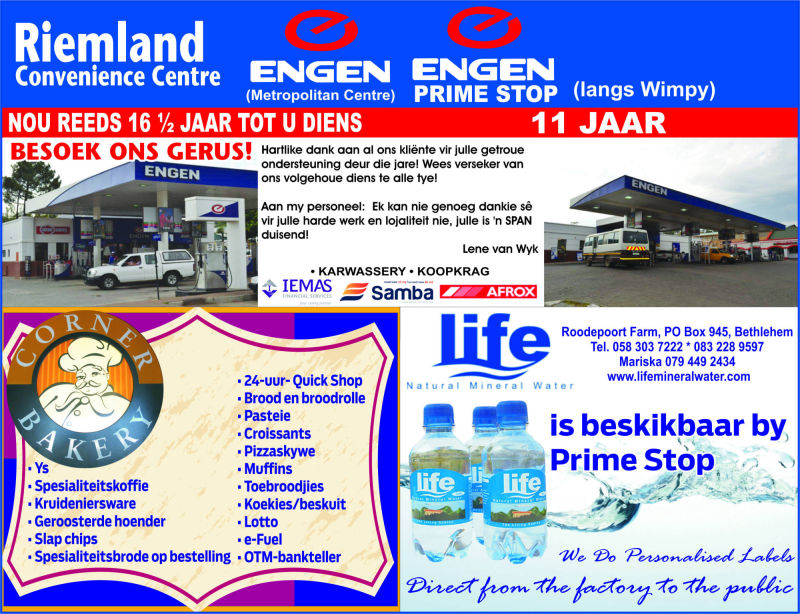 Riemland
Convenience Centre
ENGEN
(Metropolitan Centre)
ENGEN
PRIME STOP
(langs Wimpy)
NOU REEDS 16 ½ JAAR TOT U DIENS
11 JAAR
BESOEK ONS GERUS!
Hartlike dank aan al ons kliënte vir julle getroue
ondersteuning deur die jare! Wees verseker van
ons volgehoue diens te alle tye!
Aan my personeel: Ek kan nie genoeg dankie sê
vir julle harde werk en lojaliteit nie, julle is 'n SPAN
duisend!
Lene van Wyk
• KARWASSERY • KOOPKRAG
IEMAS
FINANCIAL SERVICES
Samba
AFROX
ENGEN
ENGEN
CORNER
BAKERY
• Ys
• Spesialiteitskoffie
• Kruideniersware
• Geroosterde hoender
• Slap chips
• Spesialiteitsbrode op bestelling
• 24-uur- Quick Shop
• Brood en broodrolle
• Pasteie
• Croissants
• Pizzaskywe
• Muffins
• Toebroodjies
• Koekies/beskuit
• Lotto
• e-Fuel
• OTM-bankteller
life
Natural Mineral Water
Roodepoort Farm, PO Box 945, Bethlehem
Tel. 058 303 7222 * 083 228 9597
Mariska 079 449 2434
www.lifemineralwater.com
is beskikbaar by
Prime Stop
life
life
Natural Mineral Water
We Do Personalised Labels
Direct from the factory to the public